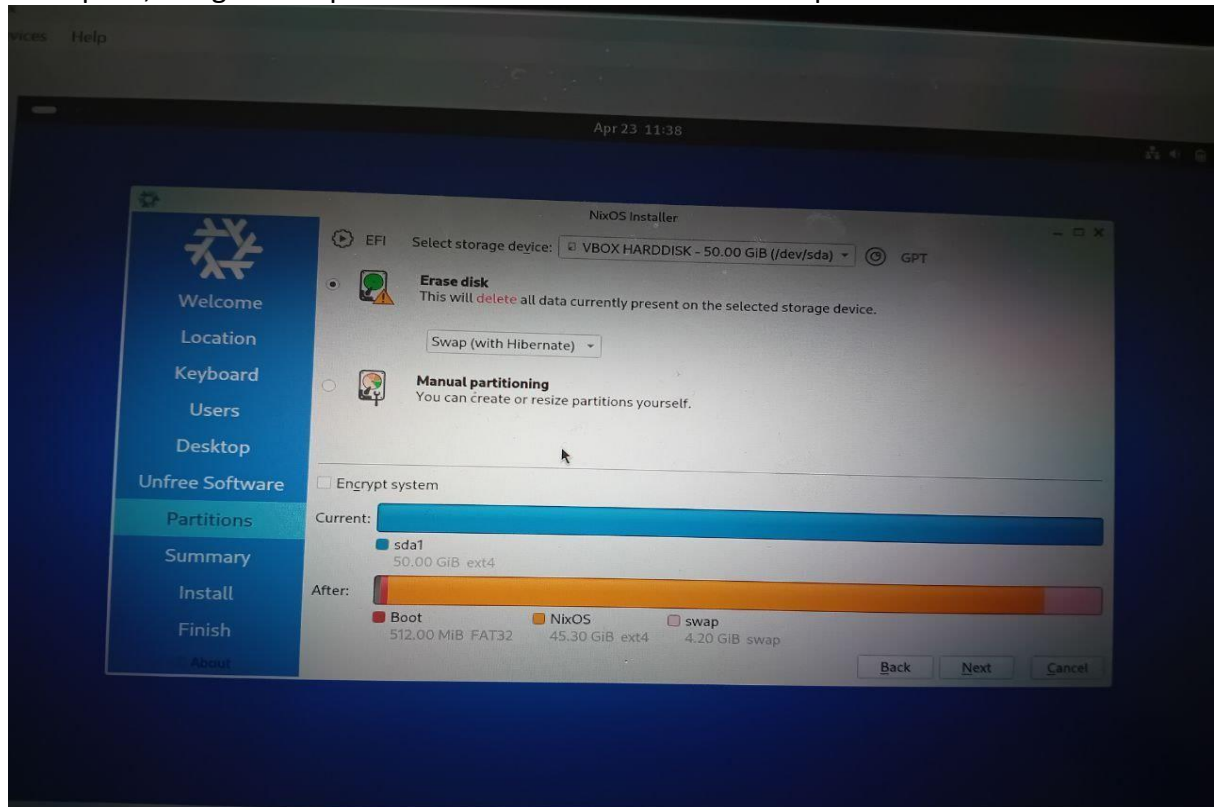 vices Help
Apr 23 11:38
NixOS Installer
EFI Select storage device: VBOX HARDDISK - 50.00 GiB (/dev/sda) GPT
Erase disk
This will delete all data currently present on the selected storage device.
Swap (with Hibernate)
Manual partitioning
You can create or resize partitions yourself.
Welcome
Location
Keyboard
Users
Desktop
Unfree Software
Partitions
Summary
Install
Finish
About
Encrypt system
Current:
sda1
50.00 GiB ext4
After:
Boot NixOS swap
512.00 MiB FAT32 45.30 GiB ext4 4.20 GiB swap
Back Next Cancel